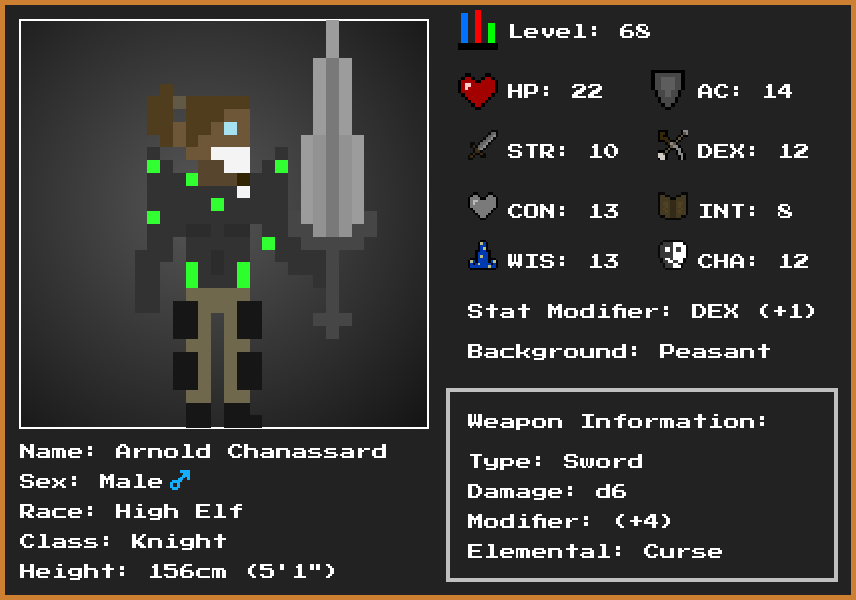 Level: 68
HP: 22
AC: 14
STR: 10
DEX: 12
CON: 13
INT: 8
WIS: 13
CHA: 12
Stat Modifier: DEX (+1)
Background: Peasant
Name: Arnold Chanassard
Sex: Male♂
Race: High Elf
Class: Knight
Height: 156cm (5'1")
Weapon Information:
Type: Sword
Damage: d6
Modifier: (+4)
Elemental: Curse